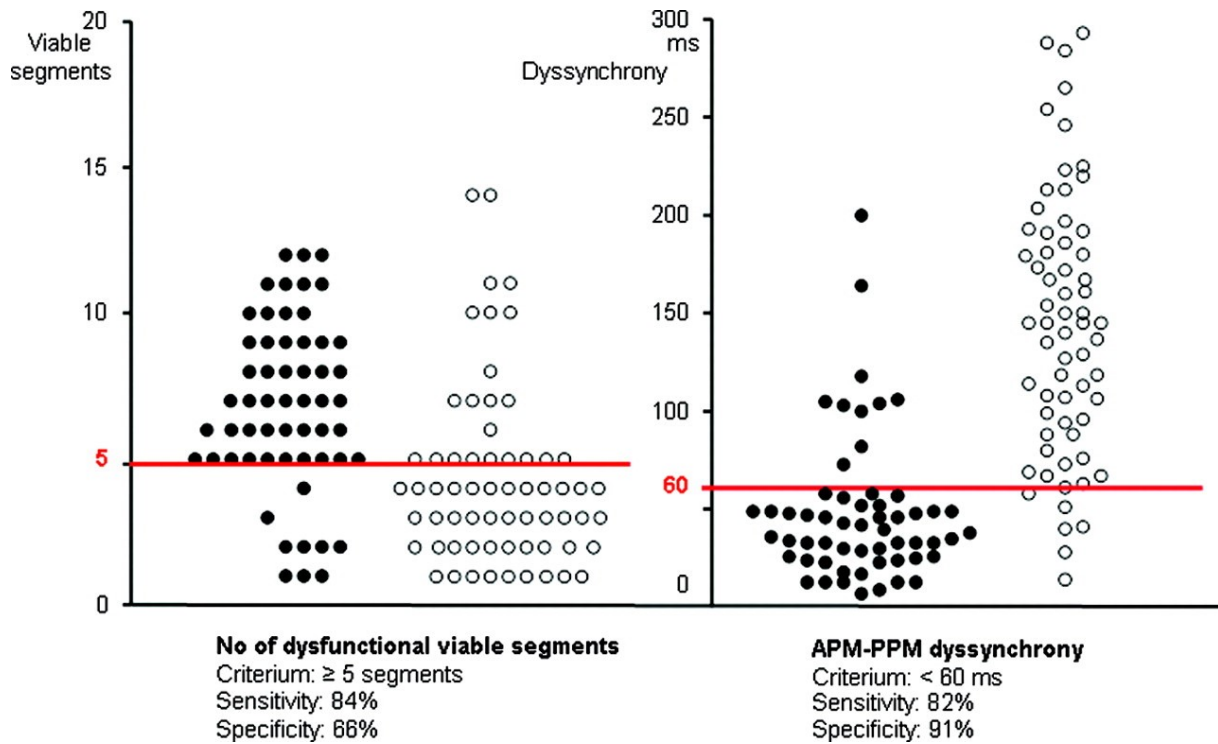 20
Viable
segments
15
10
5
0
No of dysfunctional viable segments
Criterium: ≥ 5 segments
Sensitivity: 84%
Specificity: 66%
300
ms
Dyssynchrony
250
200
150
100
60
0
APM-PPM dyssynchrony
Criterium: < 60 ms
Sensitivity: 82%
Specificity: 91%